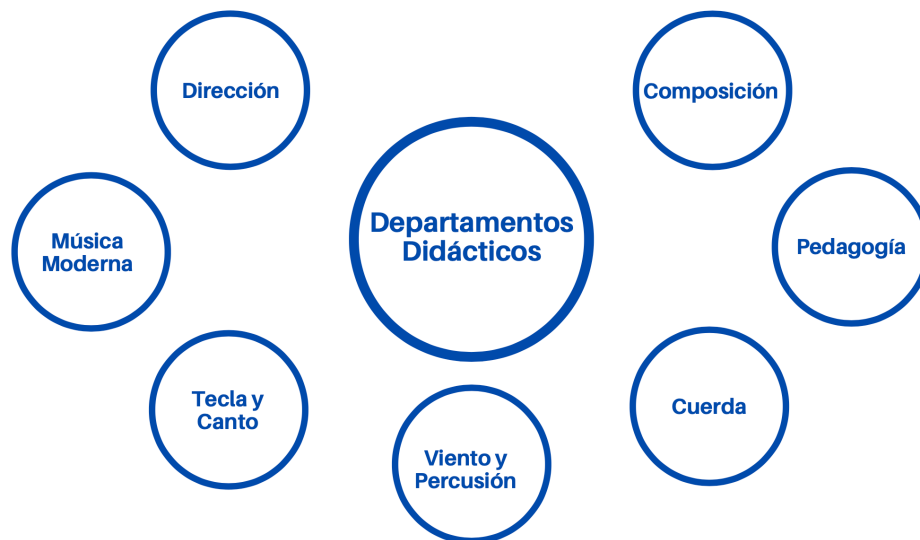 Dirección
Composición
Departamentos
Didácticos
Música
Moderna
Pedagogía
Tecla y
Canto
Cuerda
Viento y
Percusión